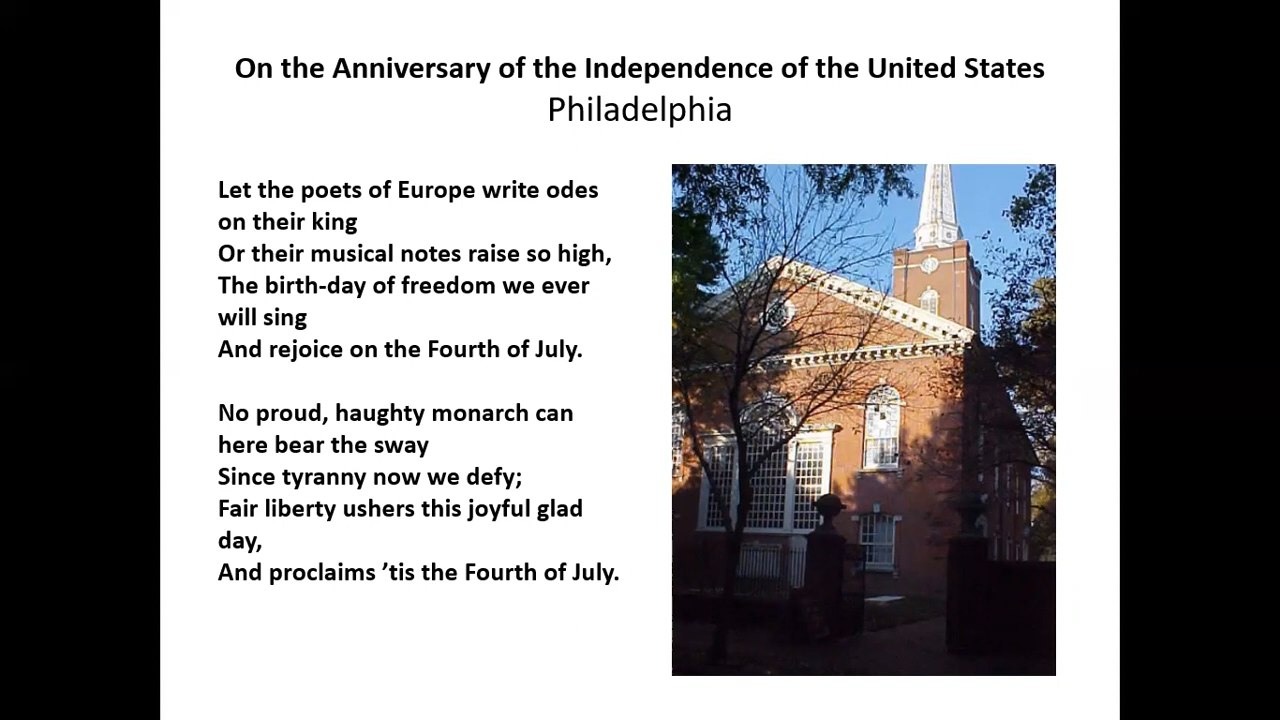 On the Anniversary of the Independence of the United States
Philadelphia
Let the poets of Europe write odes
on their king
Or their musical notes raise so high,
The birth-day of freedom we ever
will sing
And rejoice on the Fourth of July.
No proud, haughty monarch can
here bear the sway
Since tyranny now we defy;
Fair liberty ushers this joyful glad
day,
And proclaims ’tis the Fourth of July.